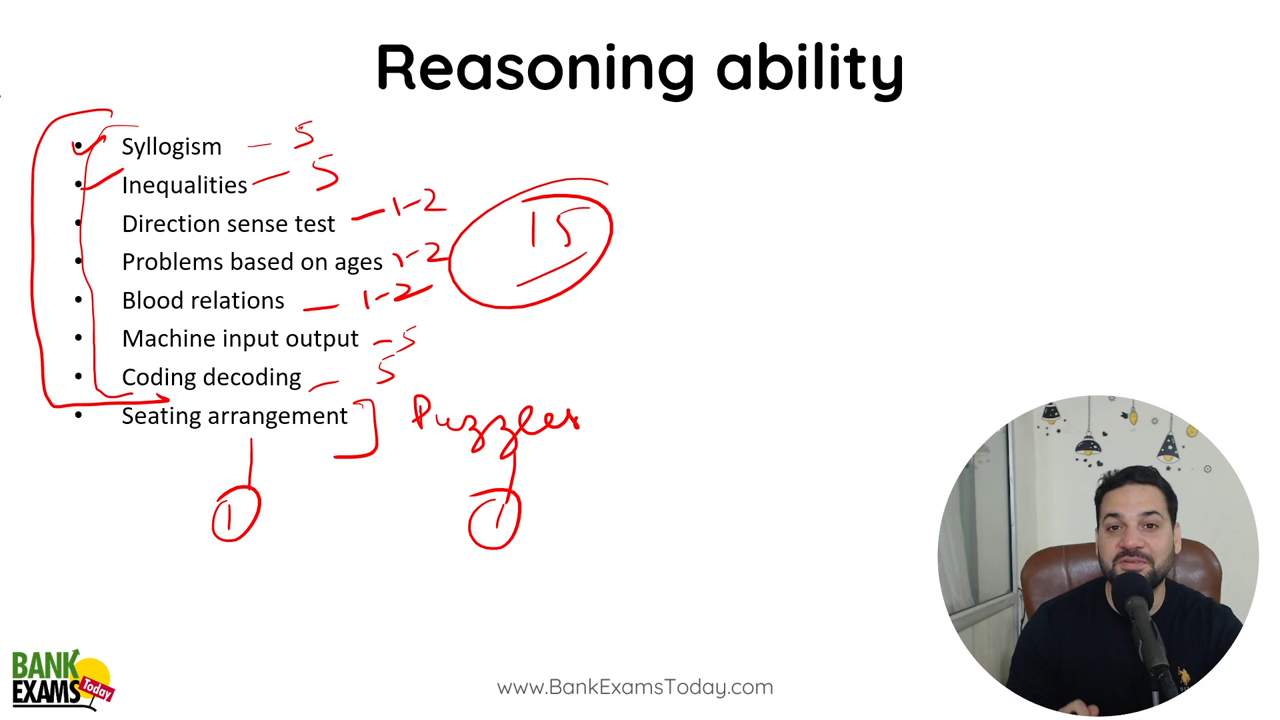 Reasoning ability
• Syllogism – 5
• Inequalities – 5
• Direction sense test – 1-2
• Problems based on ages 1-2
• Blood relations – 1-2
15
• Machine input output – 5
• Coding decoding – 5
• Seating arrangement ] Puzzles
1 1
BANK EXAMS Today
www.BankExamsToday.com